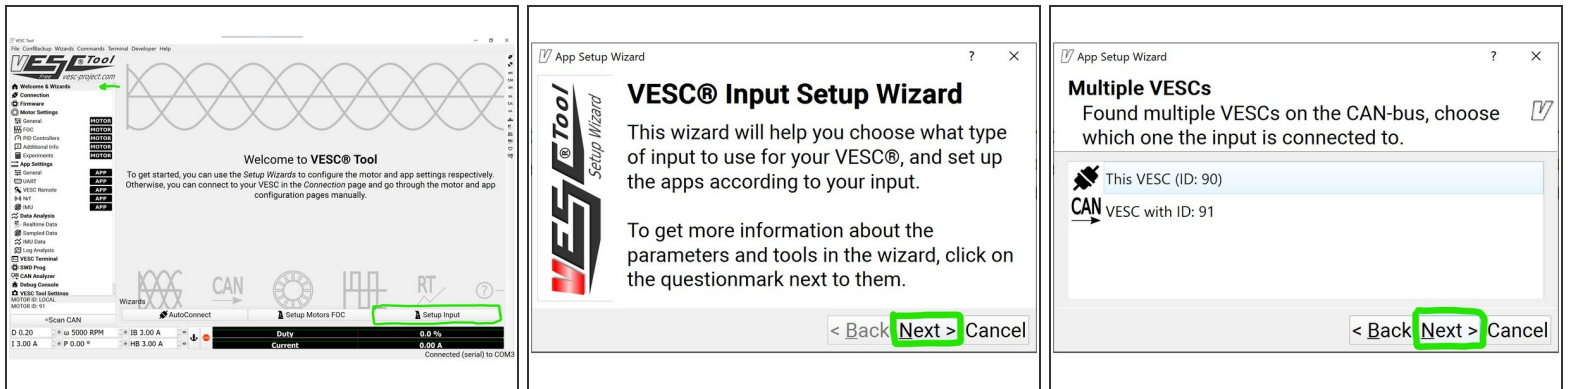 VESC Tool
File ConfBackup Wizards Commands Terminal Developer Help
VESC® Tool
Free vesc-project.com
Welcome & Wizards
Connection
Firmware
Motor Settings
General MOTOR
FOC MOTOR
PID Controllers MOTOR
Additional Info MOTOR
Experiments MOTOR
App Settings
General APP
UART APP
VESC Remote APP
Nrf APP
IMU APP
Data Analysis
Realtime Data
Sampled Data
IMU Data
Log Analysis
VESC Terminal
SWD Prog
CAN Analyzer
Debug Console
VESC Tool Settings
MOTOR ID: LOCAL
MOTOR ID: 91
Scan CAN
Welcome to VESC® Tool
To get started, you can use the Setup Wizards to configure the motor and app settings respectively.
Otherwise, you can connect to your VESC in the Connection page and go through the motor and app
configuration pages manually.
CAN
RT
?
Wizards
AutoConnect
Setup Motors FOC
Setup Input
D 0.20 ω 5000 RPM IB 3.00 A
I 3.00 A P 0.00 ° HB 3.00 A
Duty 0.0 %
Current 0.00 A
Connected (serial) to COM3
App Setup Wizard
VESC® Tool
Setup Wizard
VESC® Input Setup Wizard
This wizard will help you choose what type
of input to use for your VESC®, and set up
the apps according to your input.
To get more information about the
parameters and tools in the wizard, click on
the questionmark next to them.
< Back Next > Cancel
App Setup Wizard
Multiple VESCs
Found multiple VESCs on the CAN-bus, choose
which one the input is connected to.
This VESC (ID: 90)
CAN VESC with ID: 91
< Back Next > Cancel